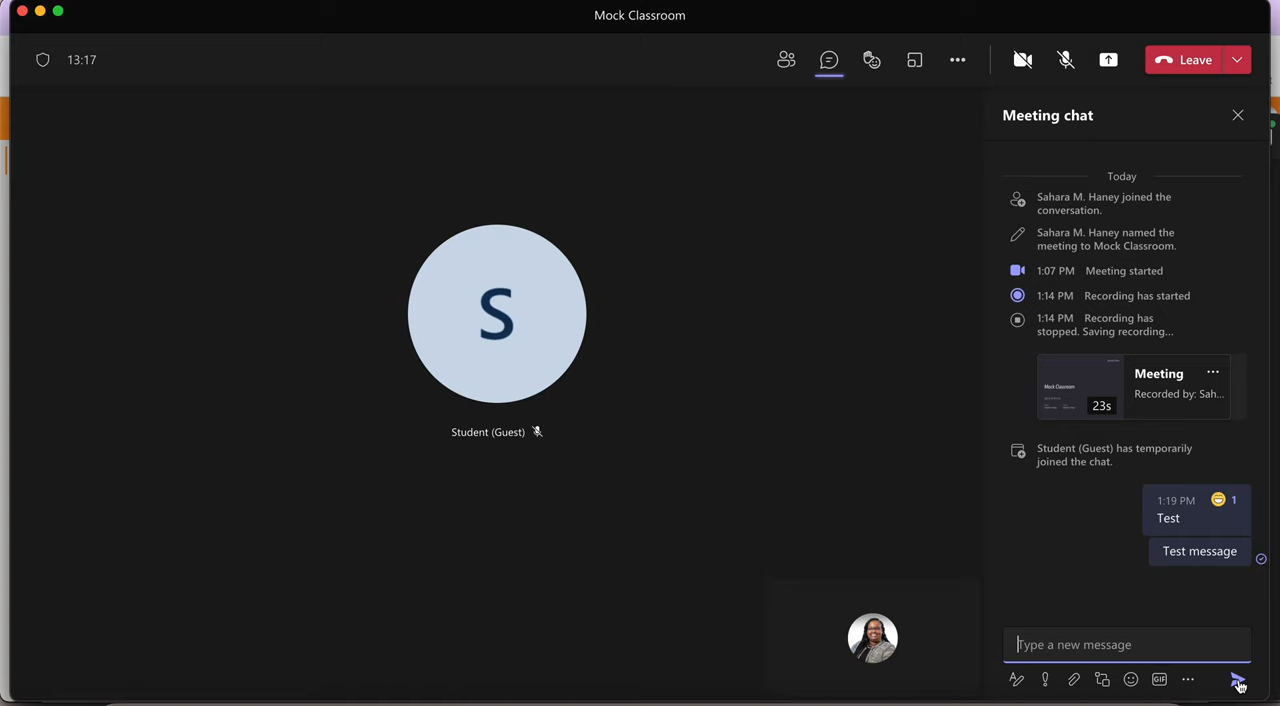 Mock Classroom
13:17
Leave
Meeting chat
Today
Sahara M. Haney joined the
conversation.
Sahara M. Haney named the
meeting to Mock Classroom.
1:07 PM Meeting started
1:14 PM Recording has started
1:14 PM Recording has
stopped. Saving recording...
Mock Classroom
23s
Meeting
Recorded by: Sah...
Student (Guest) has temporarily
joined the chat.
1:19 PM 1
Test
Test message
S
Student (Guest)
Type a new message
GIF